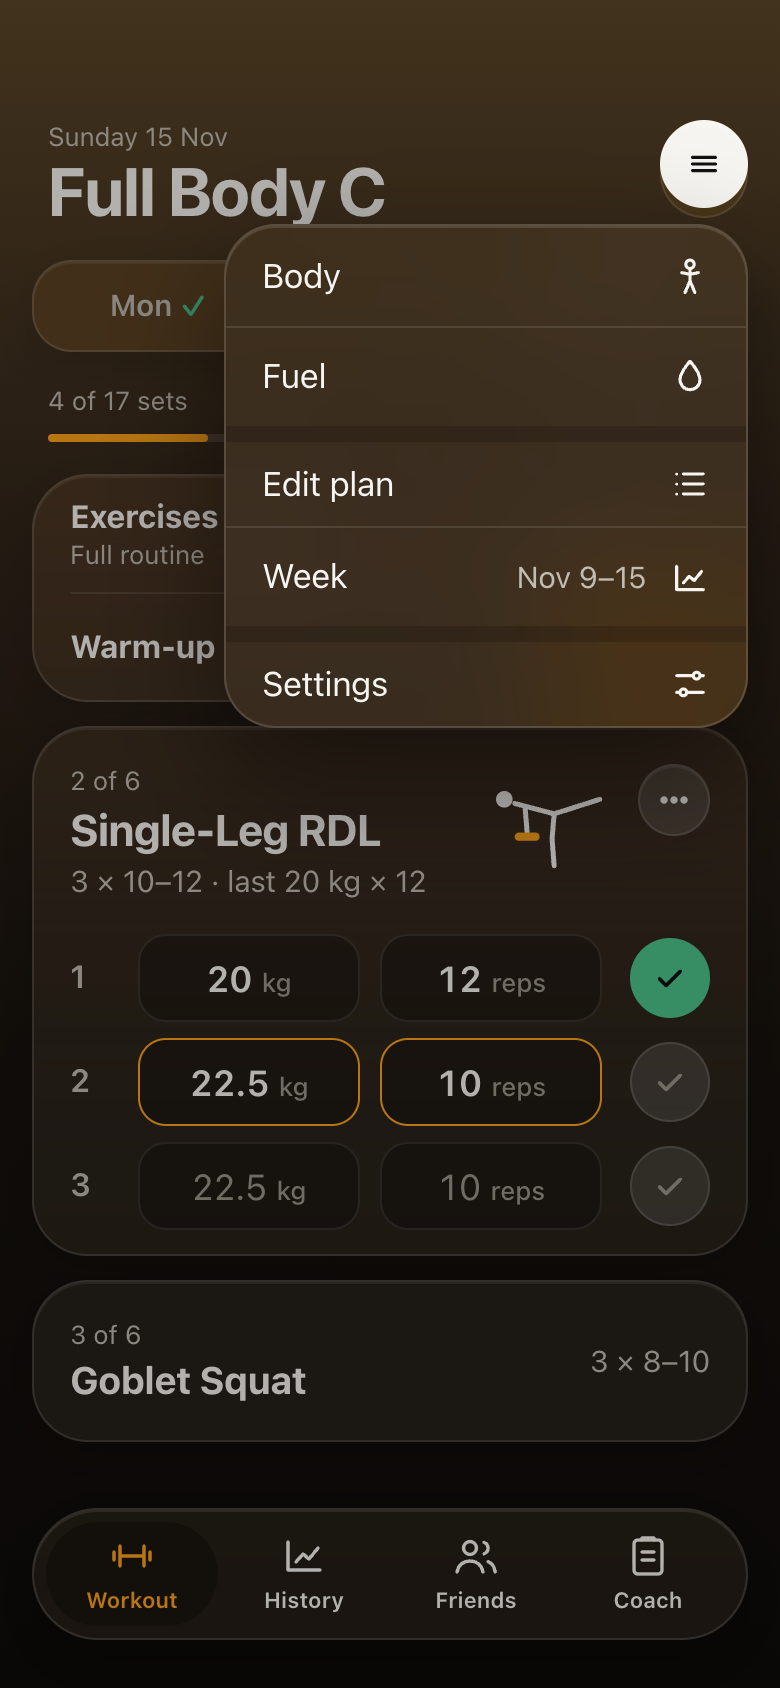 Sunday 15 Nov
Full Body C
Mon
4 of 17 sets
Body
Fuel
Edit plan
Week Nov 9–15
Settings
Exercises
Full routine
Warm-up
2 of 6
Single-Leg RDL
3 × 10–12 · last 20 kg × 12
1 20 kg 12 reps
2 22.5 kg 10 reps
3 22.5 kg 10 reps
3 of 6
Goblet Squat
3 × 8–10
Workout History Friends Coach